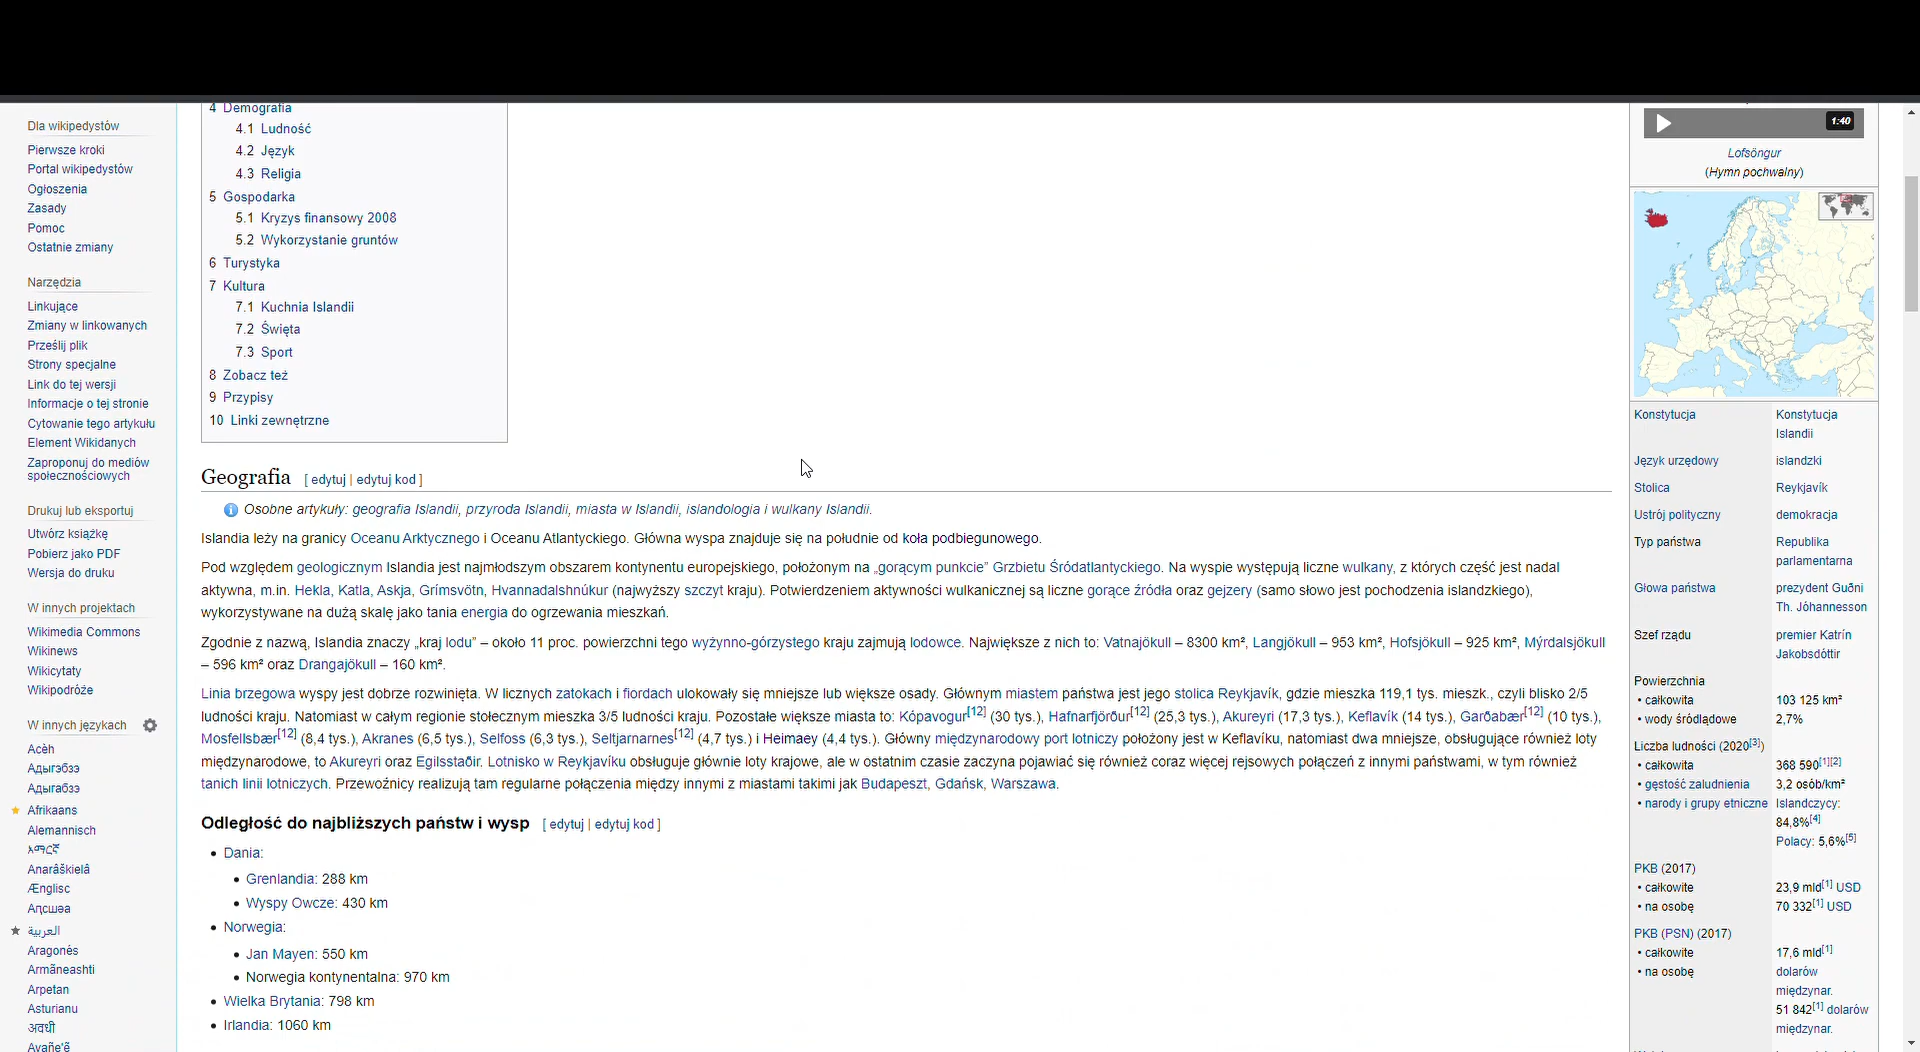 Dla wikipedystów
Pierwsze kroki
Portal wikipedystów
Ogłoszenia
Zasady
Pomoc
Ostatnie zmiany
Narzędzia
Linkujące
Zmiany w linkowanych
Prześlij plik
Strony specjalne
Link do tej wersji
Informacje o tej stronie
Cytowanie tego artykułu
Element Wikidanych
Zaproponuj do mediów
społecznościowych
Drukuj lub eksportuj
Utwórz książkę
Pobierz jako PDF
Wersja do druku
W innych projektach
Wikimedia Commons
Wikinews
Wikicytaty
Wikipodróże
W innych językach
Acèh
Адыгэбзэ
Адыгабзэ
Afrikaans
Alemannisch
አማርኛ
Anarâškielâ
Ænglisc
Аԥсшәа
العربية
Aragonés
Armãneashti
Arpetan
Asturianu
अवधी
Avañe'ẽ
4 Demografia
4.1 Ludność
4.2 Język
4.3 Religia
5 Gospodarka
5.1 Kryzys finansowy 2008
5.2 Wykorzystanie gruntów
6 Turystyka
7 Kultura
7.1 Kuchnia Islandii
7.2 Święta
7.3 Sport
8 Zobacz też
9 Przypisy
10 Linki zewnętrzne
Geografia [ edytuj | edytuj kod ]
Osobne artykuły: geografia Islandii, przyroda Islandii, miasta w Islandii, islandologia i wulkany Islandii.
Islandia leży na granicy Oceanu Arktycznego i Oceanu Atlantyckiego. Główna wyspa znajduje się na południe od koła podbiegunowego.
Pod względem geologicznym Islandia jest najmłodszym obszarem kontynentu europejskiego, położonym na „gorącym punkcie” Grzbietu Śródatlantyckiego. Na wyspie występują liczne wulkany, z których część jest nadal
aktywna, m.in. Hekla, Katla, Askja, Grímsvötn, Hvannadalshnúkur (najwyższy szczyt kraju). Potwierdzeniem aktywności wulkanicznej są liczne gorące źródła oraz gejzery (samo słowo jest pochodzenia islandzkiego),
wykorzystywane na dużą skalę jako tania energia do ogrzewania mieszkań.
Zgodnie z nazwą, Islandia znaczy „kraj lodu” – około 11 proc. powierzchni tego wyżynno-górzystego kraju zajmują lodowce. Największe z nich to: Vatnajökull – 8300 km², Langjökull – 953 km², Hofsjökull – 925 km², Mýrdalsjökull
– 596 km² oraz Drangajökull – 160 km².
Linia brzegowa wyspy jest dobrze rozwinięta. W licznych zatokach i fiordach ulokowały się mniejsze lub większe osady. Głównym miastem państwa jest jego stolica Reykjavík, gdzie mieszka 119,1 tys. mieszk., czyli blisko 2/5
ludności kraju. Natomiast w całym regionie stołecznym mieszka 3/5 ludności kraju. Pozostałe większe miasta to: Kópavogur[12] (30 tys.), Hafnarfjörður[12] (25,3 tys.), Akureyri (17,3 tys.), Keflavík (14 tys.), Garðabær[12] (10 tys.),
Mosfellsbær[12] (8,4 tys.), Akranes (6,5 tys.), Selfoss (6,3 tys.), Seltjarnarnes[12] (4,7 tys.) i Heimaey (4,4 tys.). Główny międzynarodowy port lotniczy położony jest w Keflavíku, natomiast dwa mniejsze, obsługujące również loty
międzynarodowe, to Akureyri oraz Egilsstaðir. Lotnisko w Reykjavíku obsługuje głównie loty krajowe, ale w ostatnim czasie zaczyna pojawiać się również coraz więcej rejsowych połączeń z innymi państwami, w tym również
tanich linii lotniczych. Przewoźnicy realizują tam regularne połączenia między innymi z miastami takimi jak Budapeszt, Gdańsk, Warszawa.
Odległość do najbliższych państw i wysp [ edytuj | edytuj kod ]
• Dania:
• Grenlandia: 288 km
• Wyspy Owcze: 430 km
• Norwegia:
• Jan Mayen: 550 km
• Norwegia kontynentalna: 970 km
• Wielka Brytania: 798 km
• Irlandia: 1060 km
1:40
Lofsöngur
(Hymn pochwalny)
Konstytucja Konstytucja
Islandii
Język urzędowy islandzki
Stolica Reykjavík
Ustrój polityczny demokracja
Typ państwa Republika
parlamentarna
Głowa państwa prezydent Guðni
Th. Jóhannesson
Szef rządu premier Katrín
Jakobsdóttir
Powierzchnia
• całkowita 103 125 km²
• wody śródlądowe 2,7%
Liczba ludności (2020[3])
• całkowita 368 590[1][2]
• gęstość zaludnienia 3,2 osób/km²
• narody i grupy etniczne Islandczycy:
84,8%[4]
Polacy: 5,6%[5]
PKB (2017)
• całkowite 23,9 mld[1] USD
• na osobę 70 332[1] USD
PKB (PSN) (2017)
• całkowite 17,6 mld[1]
• na osobę dolarów
międzynar.
51 842[1] dolarów
międzynar.